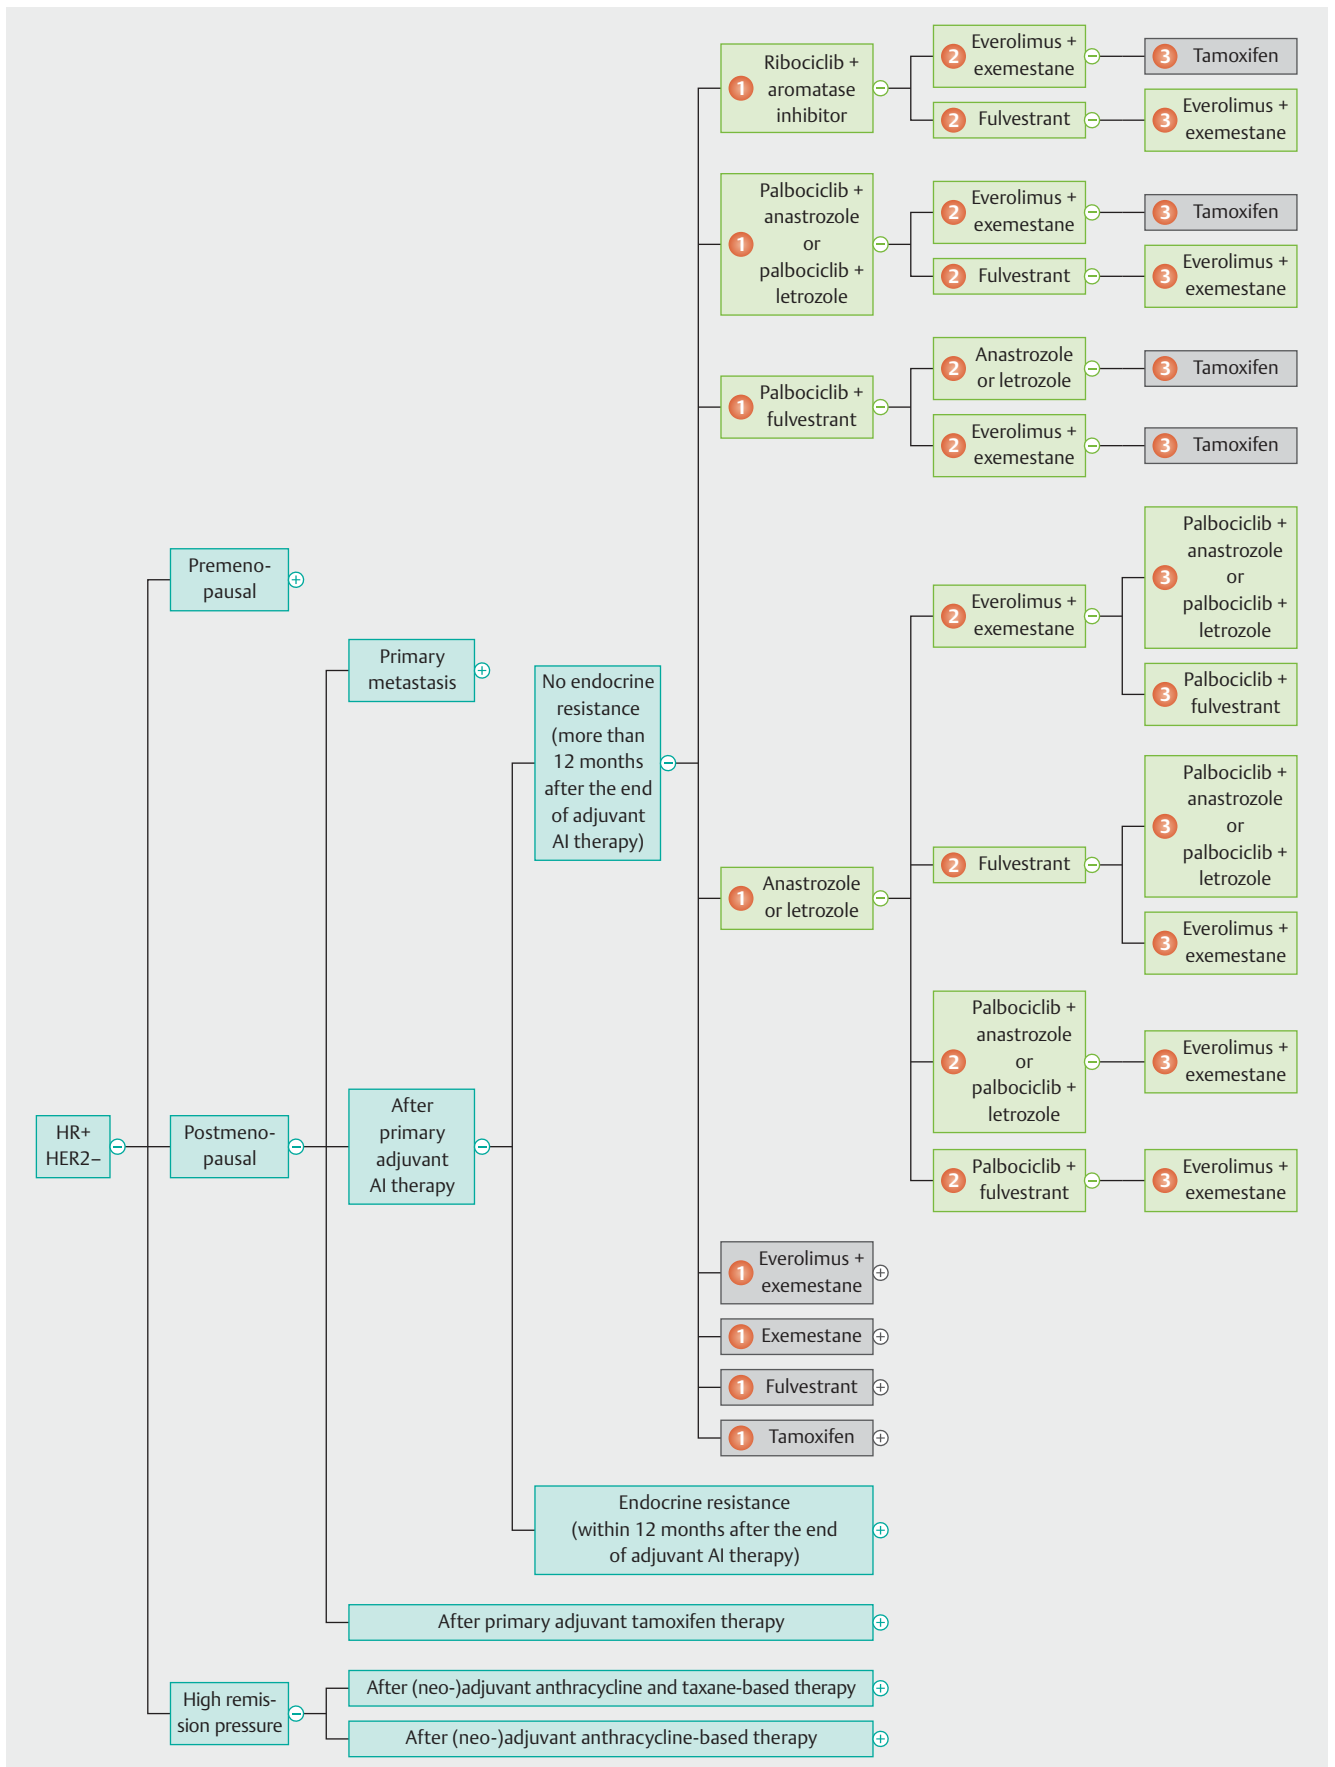 HR+
HER2–
Premeno-
pausal
Postmeno-
pausal
High remis-
sion pressure
Primary
metastasis
After
primary
adjuvant
AI therapy
No endocrine
resistance
(more than
12 months
after the end
of adjuvant
AI therapy)
1
Ribociclib +
aromatase
inhibitor
2
Everolimus +
exemestane
3
Tamoxifen
2
Fulvestrant
3
Everolimus +
exemestane
1
Palbociclib +
anastrozole
or
palbociclib +
letrozole
2
Everolimus +
exemestane
3
Tamoxifen
2
Fulvestrant
3
Everolimus +
exemestane
1
Palbociclib +
fulvestrant
2
Anastrozole
or letrozole
3
Tamoxifen
2
Everolimus +
exemestane
3
Tamoxifen
1
Anastrozole
or letrozole
2
Everolimus +
exemestane
3
Palbociclib +
anastrozole
or
palbociclib +
letrozole
3
Palbociclib +
fulvestrant
2
Fulvestrant
3
Palbociclib +
anastrozole
or
palbociclib +
letrozole
3
Everolimus +
exemestane
2
Palbociclib +
anastrozole
or
palbociclib +
letrozole
3
Everolimus +
exemestane
2
Palbociclib +
fulvestrant
3
Everolimus +
exemestane
1
Everolimus +
exemestane
1
Exemestane
1
Fulvestrant
1
Tamoxifen
Endocrine resistance
(within 12 months after the end
of adjuvant AI therapy)
After primary adjuvant tamoxifen therapy
After (neo-)adjuvant anthracycline and taxane-based therapy
After (neo-)adjuvant anthracycline-based therapy